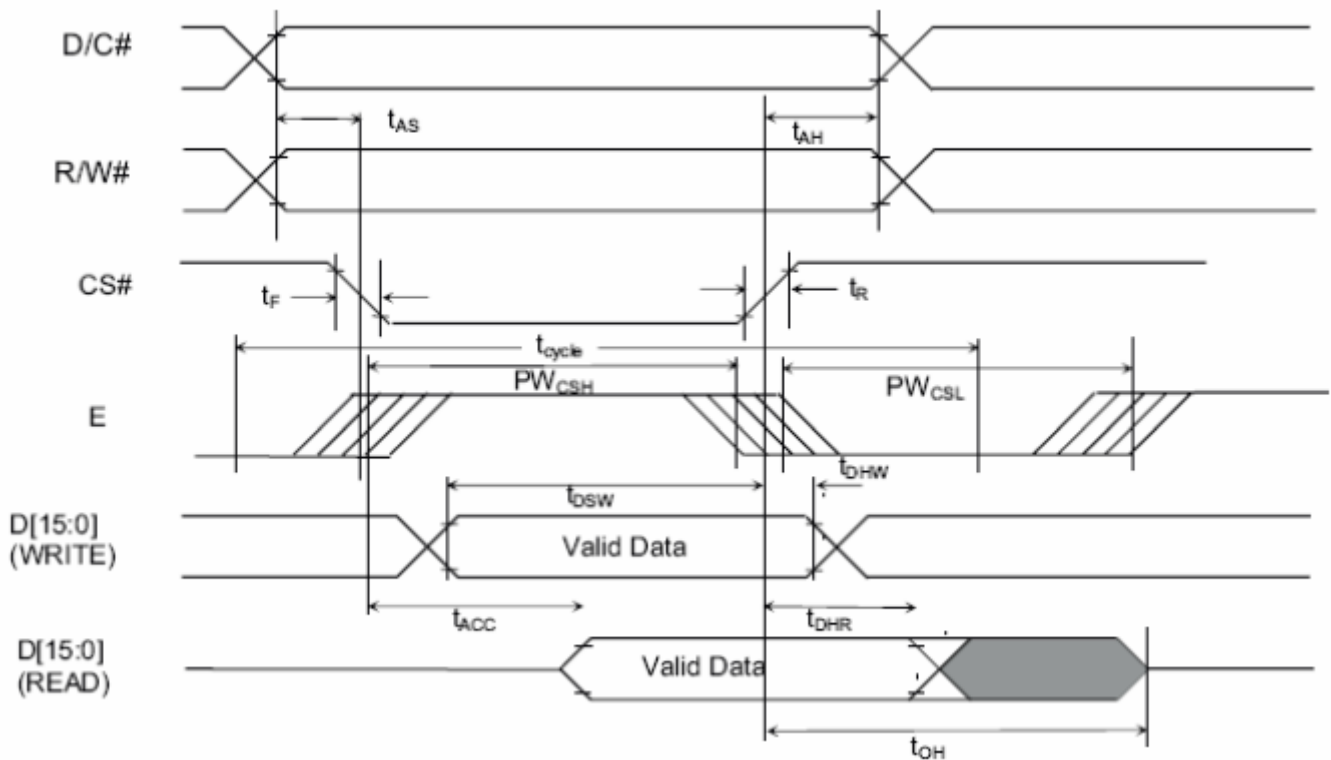 D/C#
tAS
tAH
R/W#
CS#
tF
tR
tcycle
PWCSH
PWCSL
E
tDHW
tDSW
D[15:0]
(WRITE)
Valid Data
tACC
tDHR
D[15:0]
(READ)
Valid Data
tOH